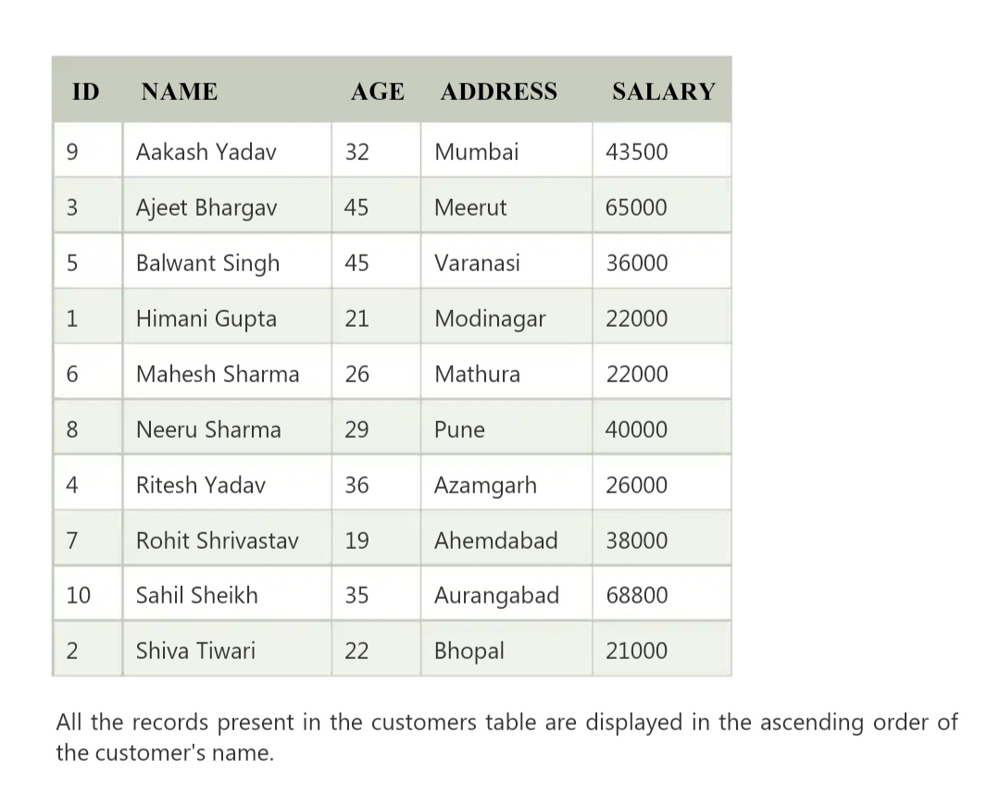 ID NAME AGE ADDRESS SALARY
9 Aakash Yadav 32 Mumbai 43500
3 Ajeet Bhargav 45 Meerut 65000
5 Balwant Singh 45 Varanasi 36000
1 Himani Gupta 21 Modinagar 22000
6 Mahesh Sharma 26 Mathura 22000
8 Neeru Sharma 29 Pune 40000
4 Ritesh Yadav 36 Azamgarh 26000
7 Rohit Shrivastav 19 Ahemdabad 38000
10 Sahil Sheikh 35 Aurangabad 68800
2 Shiva Tiwari 22 Bhopal 21000
All the records present in the customers table are displayed in the ascending order of
the customer's name.